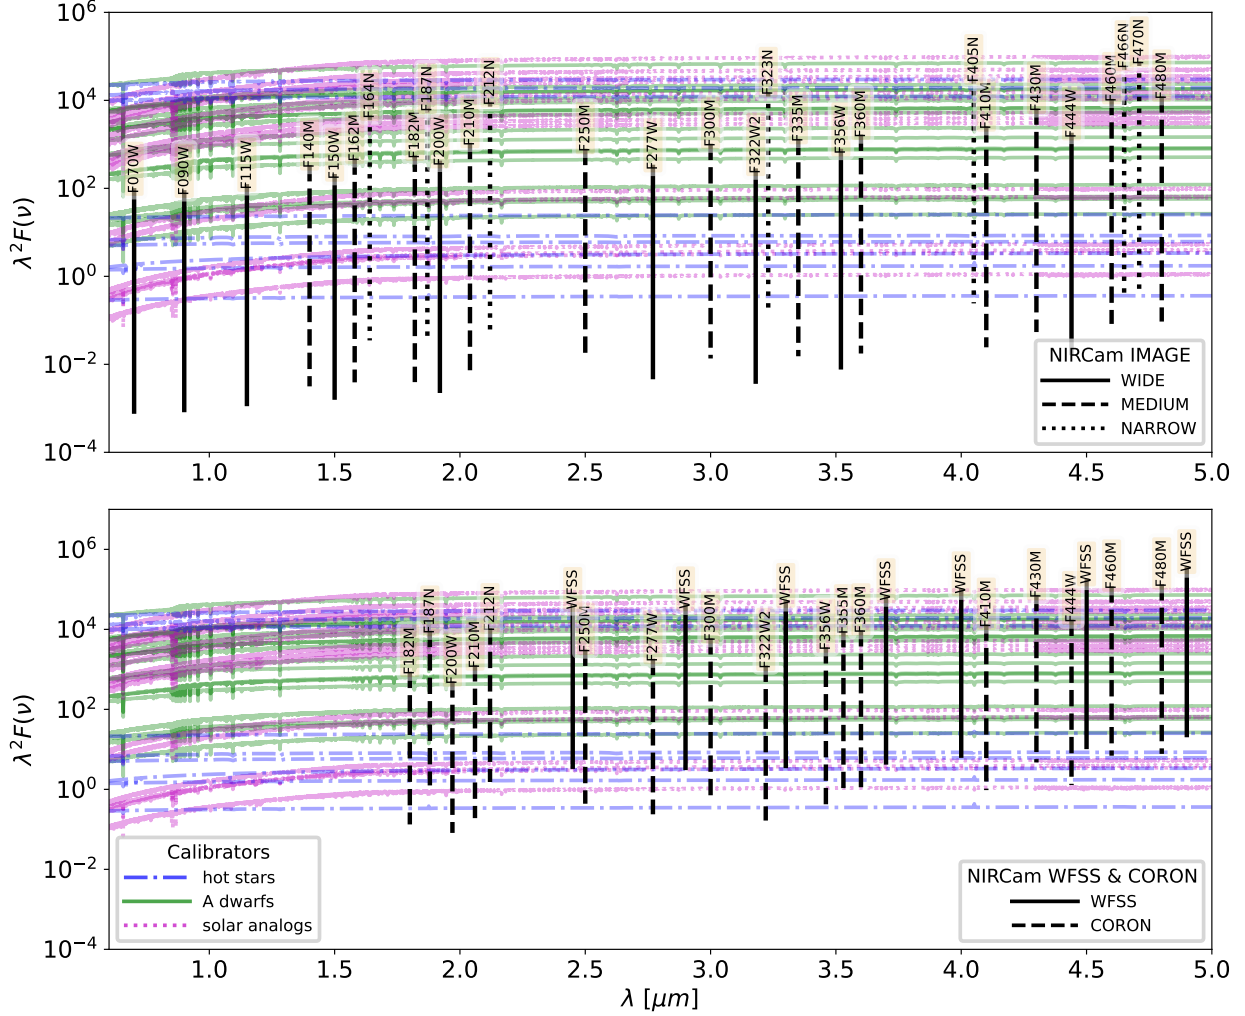 10^6
10^4
10^2
10^0
10^−2
10^−4
λ^2F(ν)
F070W
F090W
F115W
F140M
F150W
F162M
F164N
F182M
F187N
F200W
F210M
F212N
F250M
F277W
F300M
F322W2
F323N
F335M
F356W
F360M
F405N
F410M
F430M
F444W
F460M
F466N
F470N
F480M
NIRCam IMAGE
WIDE
MEDIUM
NARROW
1.0 1.5 2.0 2.5 3.0 3.5 4.0 4.5 5.0
10^6
10^4
10^2
10^0
10^−2
10^−4
λ^2F(ν)
F182M
F187N
F200W
F210M
F212N
WFSS
F250M
F277W
WFSS
F300M
F322W2
WFSS
F356W
F355M
F360M
WFSS
WFSS
F410M
F430M
F444W
WFSS
F460M
F480M
WFSS
Calibrators
hot stars
A dwarfs
solar analogs
NIRCam WFSS & CORON
WFSS
CORON
1.0 1.5 2.0 2.5 3.0 3.5 4.0 4.5 5.0
λ [μm]